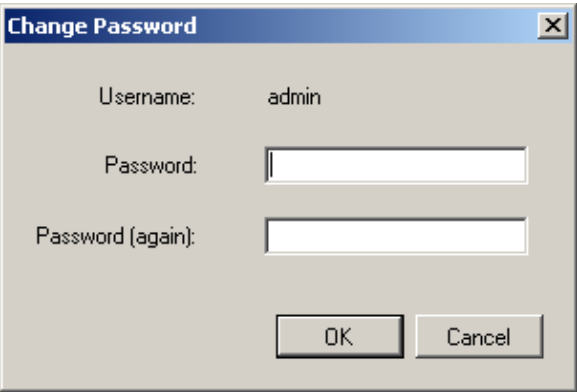 Change Password
Username: admin
Password:
Password (again):
OK Cancel